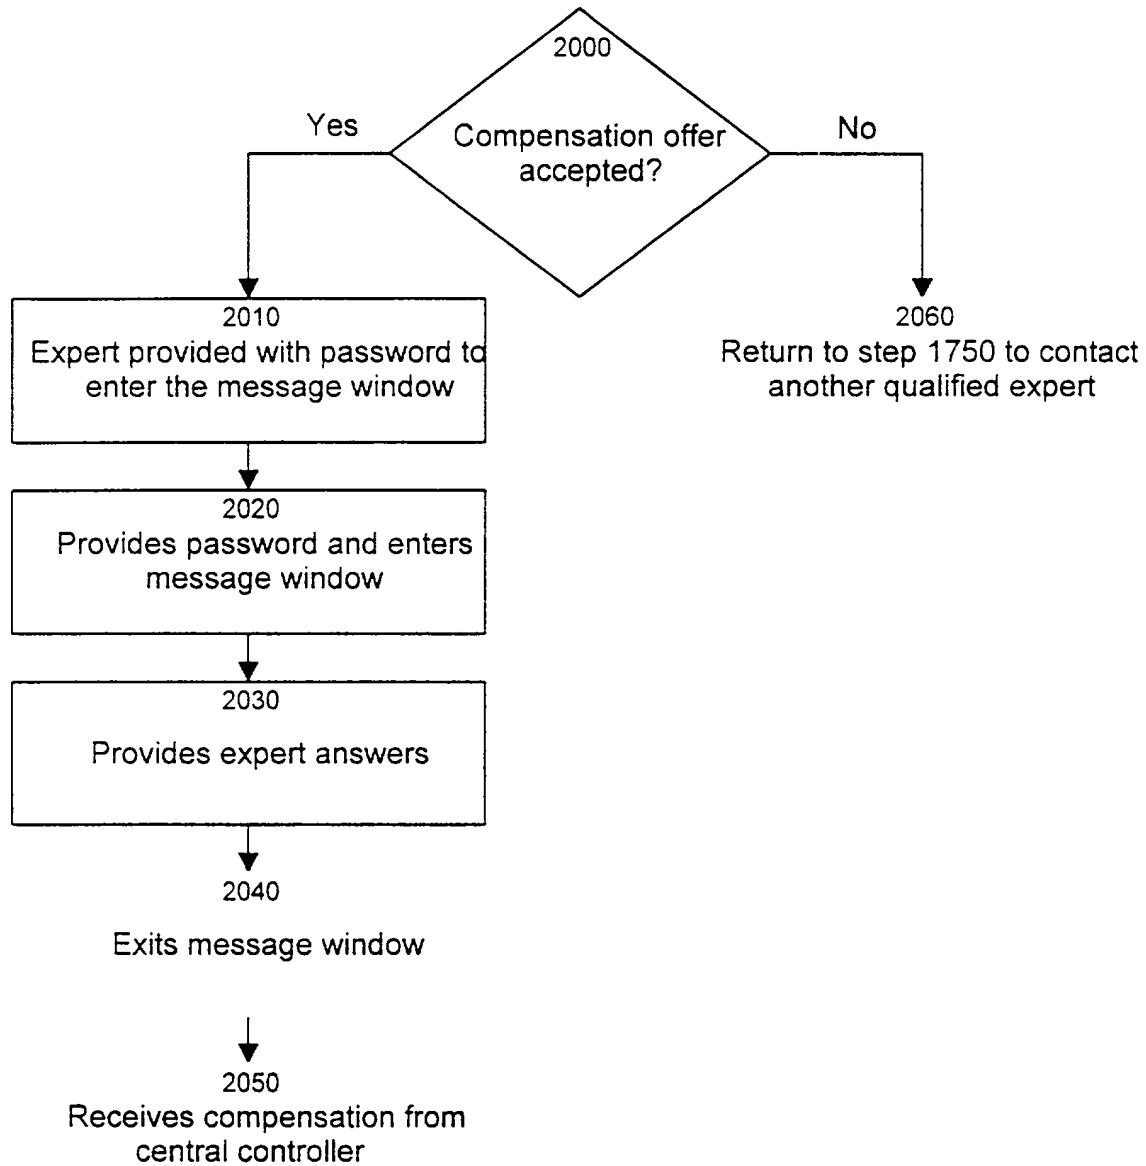 2000
Compensation offer
accepted?
Yes
No
2010
Expert provided with password to
enter the message window
2020
Provides password and enters
message window
2030
Provides expert answers
2040
Exits message window
2050
Receives compensation from
central controller
2060
Return to step 1750 to contact
another qualified expert